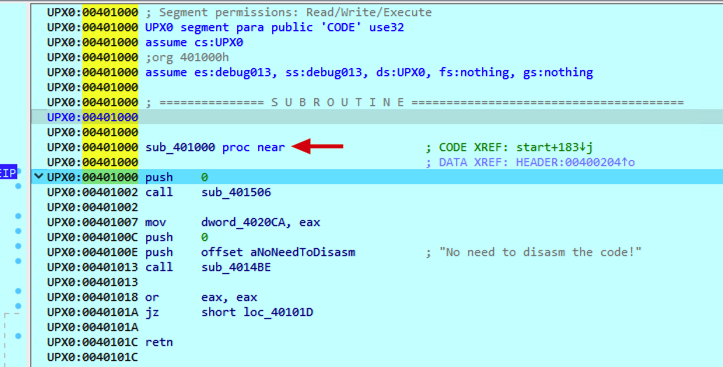 UPX0:00401000 ; Segment permissions: Read/Write/Execute
UPX0:00401000 UPX0 segment para public 'CODE' use32
UPX0:00401000 assume cs:UPX0
UPX0:00401000 ;org 401000h
UPX0:00401000 assume es:debug013, ss:debug013, ds:UPX0, fs:nothing, gs:nothing
UPX0:00401000
UPX0:00401000 ; =============== S U B R O U T I N E =======================================
UPX0:00401000
UPX0:00401000
UPX0:00401000 sub_401000 proc near ; CODE XREF: start+183↓j
UPX0:00401000 ; DATA XREF: HEADER:00400204↑o
EIP UPX0:00401000 push 0
UPX0:00401002 call sub_401506
UPX0:00401002
UPX0:00401007 mov dword_4020CA, eax
UPX0:0040100C push 0
UPX0:0040100E push offset aNoNeedToDisasm ; "No need to disasm the code!"
UPX0:00401013 call sub_4014BE
UPX0:00401013
UPX0:00401018 or eax, eax
UPX0:0040101A jz short loc_40101D
UPX0:0040101A
UPX0:0040101C retn
UPX0:0040101C